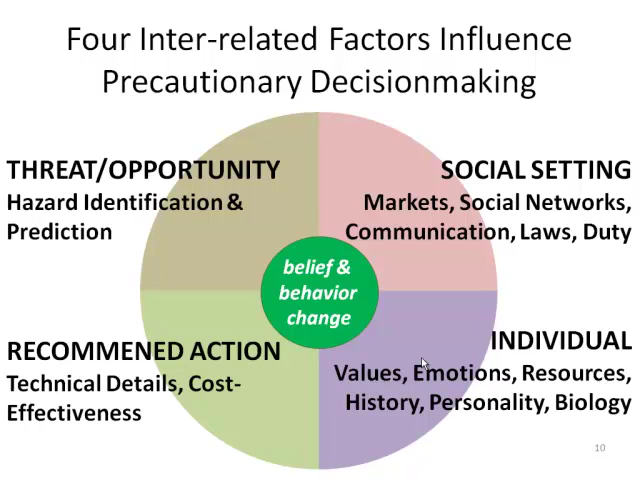 Four Inter-related Factors Influence
Precautionary Decisionmaking
THREAT/OPPORTUNITY
Hazard Identification &
Prediction
SOCIAL SETTING
Markets, Social Networks,
Communication, Laws, Duty
belief &
behavior
change
RECOMMENED ACTION
Technical Details, Cost-
Effectiveness
INDIVIDUAL
Values, Emotions, Resources,
History, Personality, Biology
10